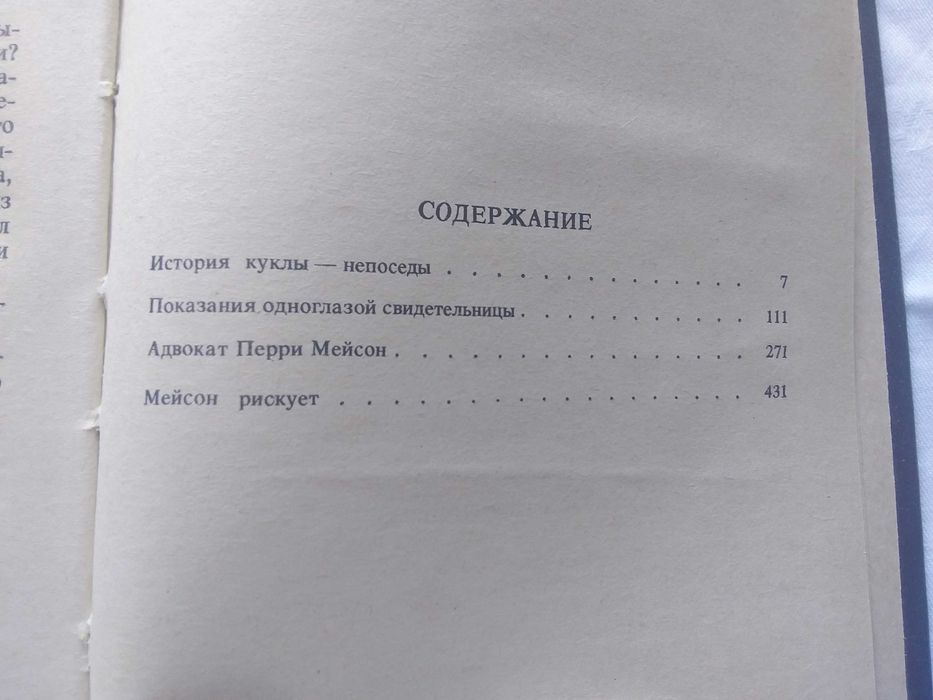 СОДЕРЖАНИЕ
История куклы — непоседы . . . . . . . . . . . . 7
Показания одноглазой свидетельницы . . . . . . . . . . 111
Адвокат Перри Мейсон . . . . . . . . . . . . . . 271
Мейсон рискует . . . . . . . . . . . . . . . . 431